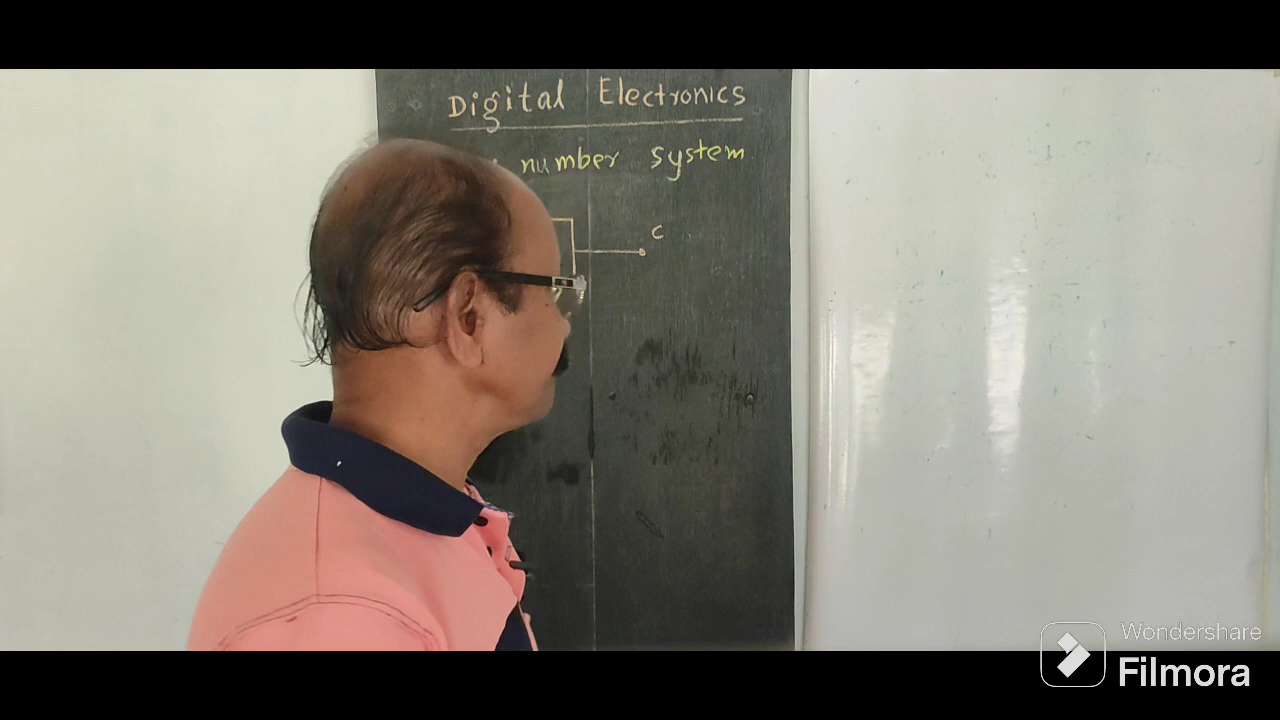 Digital Electronics
number system
C
Wondershare
Filmora